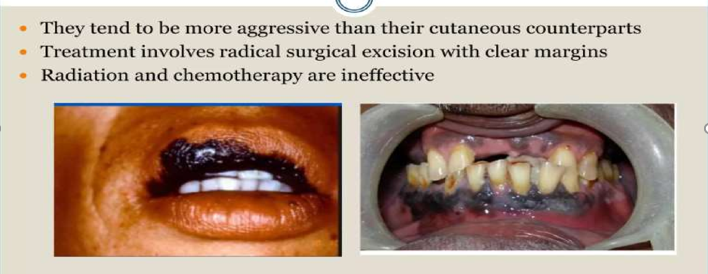 They tend to be more aggressive than their cutaneous counterparts
Treatment involves radical surgical excision with clear margins
Radiation and chemotherapy are ineffective